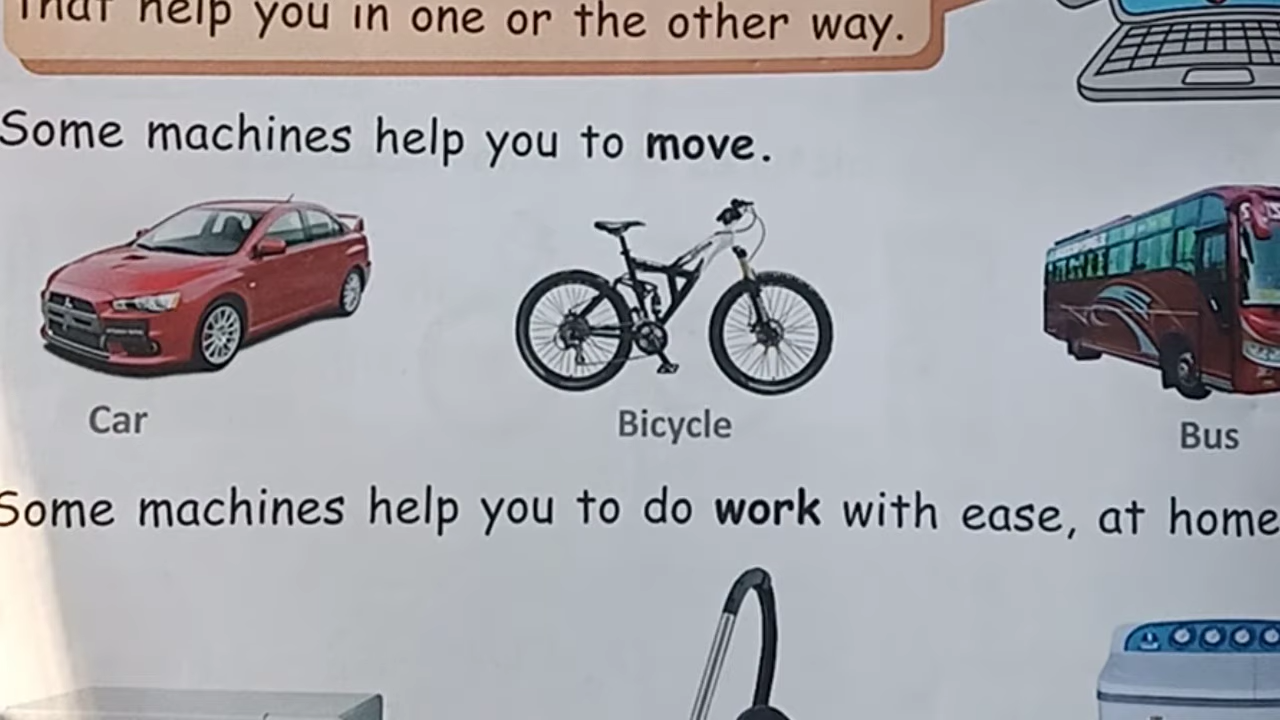 That help you in one or the other way.
Some machines help you to move.
Car
Bicycle
Bus
Some machines help you to do work with ease, at home